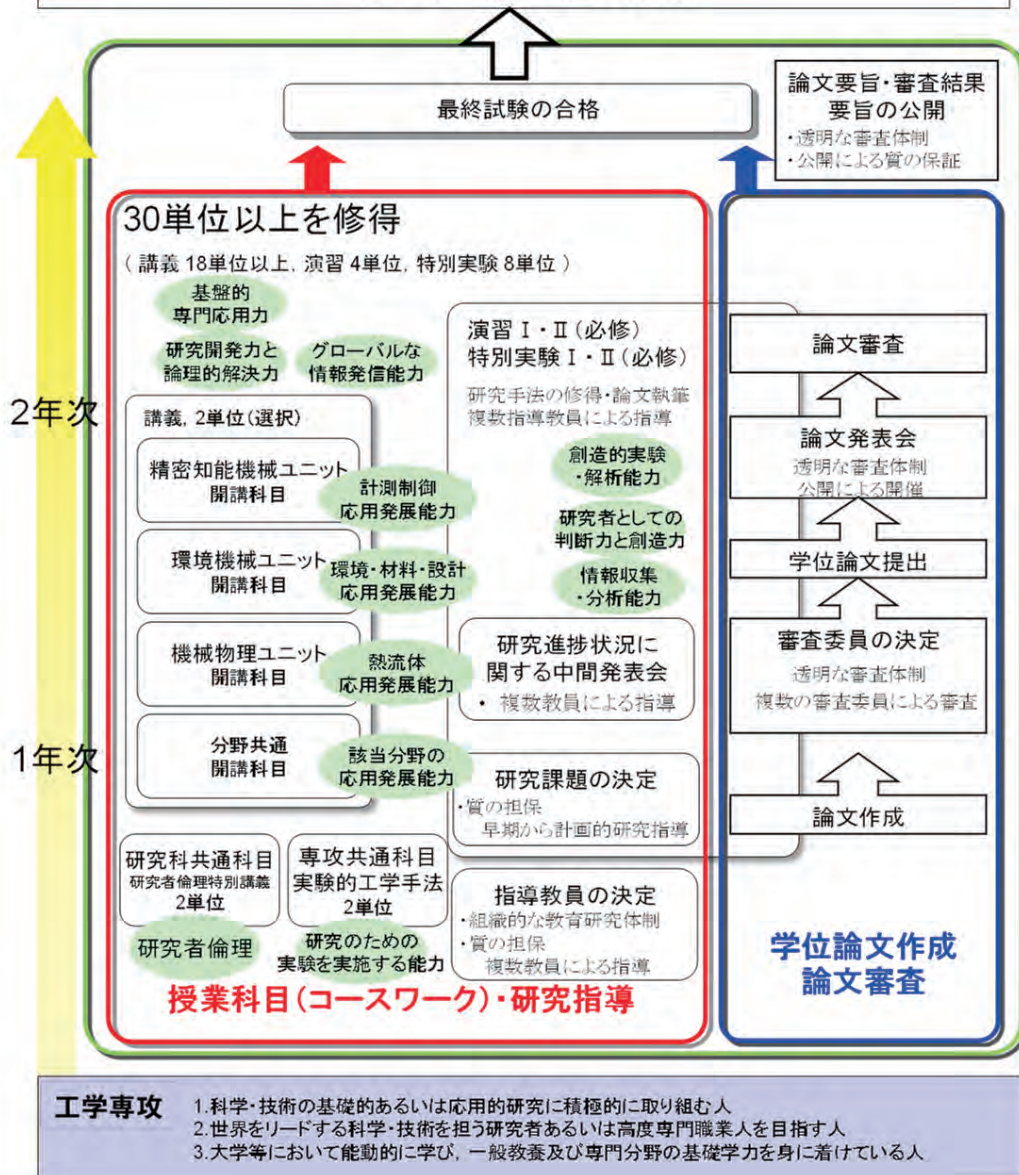 最終試験の合格
論文要旨・審査結果
要旨の公開
・透明な審査体制
・公開による質の保証
30単位以上を修得
（ 講義 18単位以上, 演習 4単位, 特別実験 8単位 ）
基盤的
専門応用力
研究開発力と
論理的解決力
グローバルな
情報発信能力
2年次
講義, 2単位(選択)
精密知能機械ユニット
開講科目
計測制御
応用発展能力
環境機械ユニット
開講科目
環境・材料・設計
応用発展能力
機械物理ユニット
開講科目
熱流体
応用発展能力
1年次
分野共通
開講科目
該当分野の
応用発展能力
研究科共通科目
研究者倫理特別講義
2単位
専攻共通科目
実験的工学手法
2単位
研究者倫理
研究のための
実験を実施する能力
演習Ⅰ・Ⅱ(必修)
特別実験Ⅰ・Ⅱ(必修)
研究手法の修得・論文執筆
複数指導教員による指導
創造的実験
・解析能力
研究者としての
判断力と創造力
情報収集
・分析能力
研究進捗状況に
関する中間発表会
・ 複数教員による指導
研究課題の決定
・質の担保
早期から計画的研究指導
指導教員の決定
・組織的な教育研究体制
・質の担保
複数教員による指導
授業科目(コースワーク)・研究指導
論文審査
論文発表会
透明な審査体制
公開による開催
学位論文提出
審査委員の決定
透明な審査体制
複数の審査委員による審査
論文作成
学位論文作成
論文審査
工学専攻
1.科学・技術の基礎的あるいは応用的研究に積極的に取り組む人
2.世界をリードする科学・技術を担う研究者あるいは高度専門職業人を目指す人
3.大学等において能動的に学び, 一般教養及び専門分野の基礎学力を身に着けている人